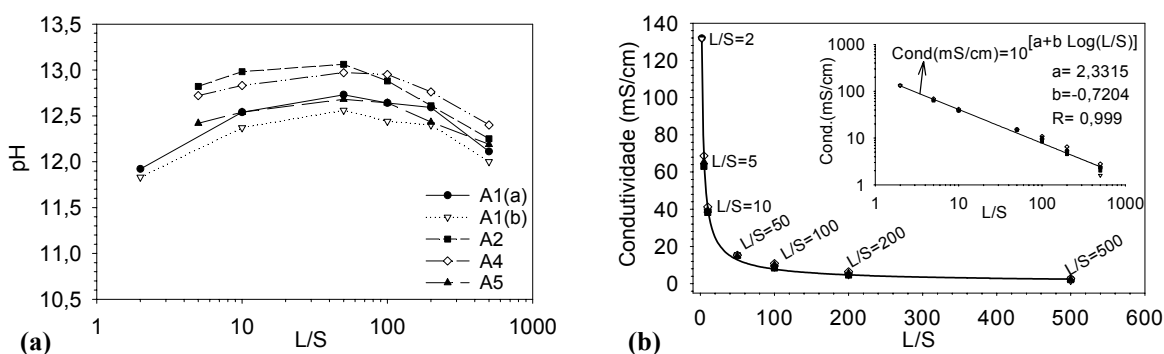 13,5
13,0
12,5
12,0
11,5
11,0
10,5
pH
1
10
100
1000
L/S
A1(a)
A1(b)
A2
A4
A5
(a)
140
120
100
80
60
40
20
0
Condutividade (mS/cm)
0
100
200
300
400
500
600
L/S
L/S=2
L/S=5
L/S=10
L/S=50
L/S=100
L/S=200
L/S=500
1000
100
10
1
Cond.(mS/cm)
1
10
100
1000
L/S
Cond(mS/cm)=10[a+b Log(L/S)]
a= 2,3315
b=-0,7204
R= 0,999
(b)